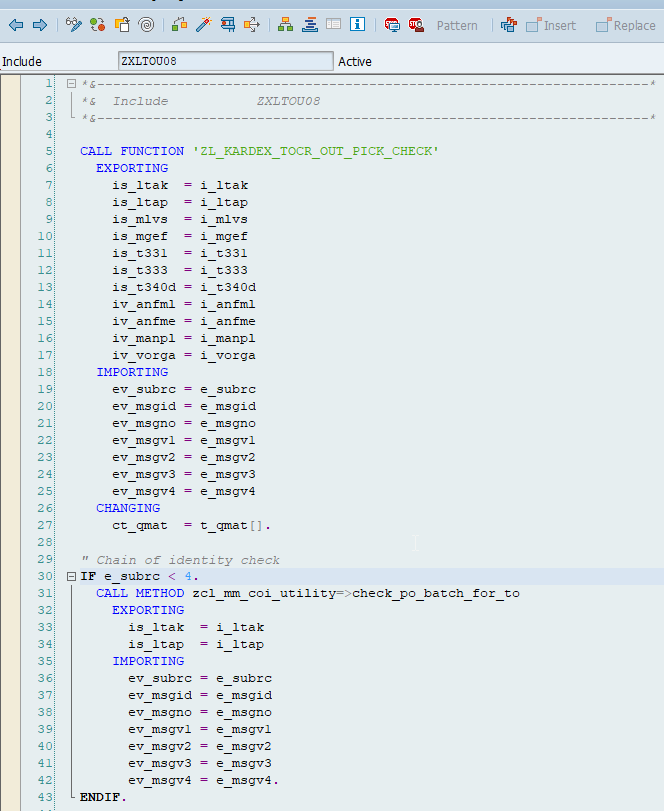 Pattern Insert Replace
Include ZXLTOU08 Active
1 *&---------------------------------------------------------------------*
2 *&  Include           ZXLTOU08
3 *&---------------------------------------------------------------------*
4
5 CALL FUNCTION 'ZL_KARDEX_TOCR_OUT_PICK_CHECK'
6   EXPORTING
7     is_ltak  = i_ltak
8     is_ltap  = i_ltap
9     is_mlvs  = i_mlvs
10     is_mgef  = i_mgef
11     is_t331  = i_t331
12     is_t333  = i_t333
13     is_t340d = i_t340d
14     iv_anfml = i_anfml
15     iv_anfme = i_anfme
16     iv_manpl = i_manpl
17     iv_vorga = i_vorga
18   IMPORTING
19     ev_subrc = e_subrc
20     ev_msgid = e_msgid
21     ev_msgno = e_msgno
22     ev_msgv1 = e_msgv1
23     ev_msgv2 = e_msgv2
24     ev_msgv3 = e_msgv3
25     ev_msgv4 = e_msgv4
26   CHANGING
27     ct_qmat  = t_qmat[].
28
29 " Chain of identity check
30 IF e_subrc < 4.
31   CALL METHOD zcl_mm_coi_utility=>check_po_batch_for_to
32     EXPORTING
33       is_ltak  = i_ltak
34       is_ltap  = i_ltap
35     IMPORTING
36       ev_subrc = e_subrc
37       ev_msgid = e_msgid
38       ev_msgno = e_msgno
39       ev_msgv1 = e_msgv1
40       ev_msgv2 = e_msgv2
41       ev_msgv3 = e_msgv3
42       ev_msgv4 = e_msgv4.
43 ENDIF.